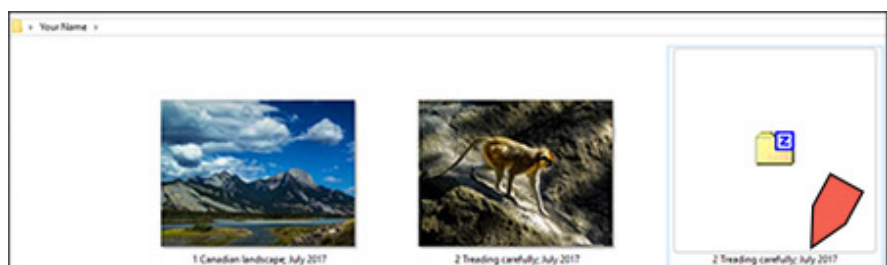 Your Name
1 Canadian landscape; July 2017
2 Treading carefully; July 2017
Z
2 Treading carefully; July 2017